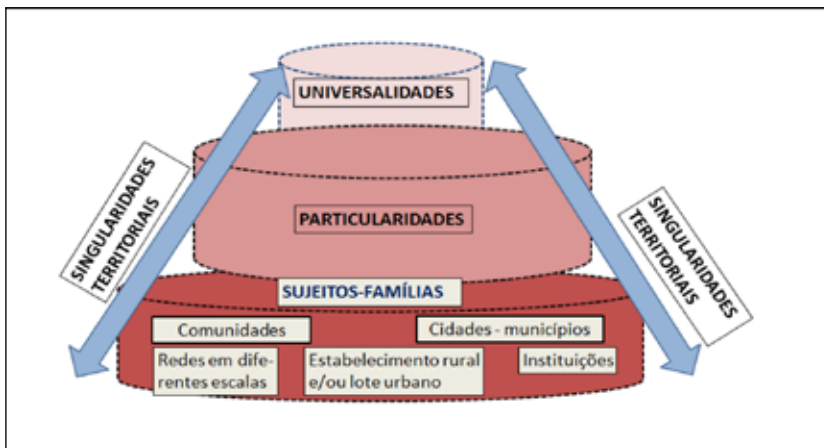 UNIVERSALIDADES
SINGULARIDADES
TERRITORIAIS
PARTICULARIDADES
SINGULARIDADES
TERRITORIAIS
SUJEITOS-FAMÍLIAS
Comunidades
Cidades - municípios
Redes em dife-
rentes escalas
Estabelecimento rural
e/ou lote urbano
Instituições